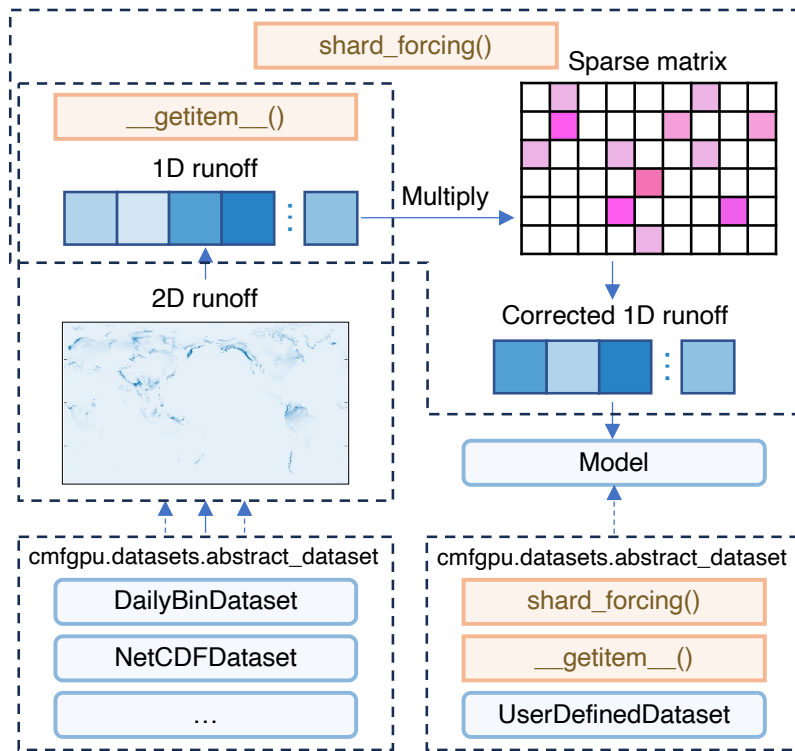 shard_forcing()
Sparse matrix
__getitem__()
1D runoff
Multiply
2D runoff
Corrected 1D runoff
Model
cmfgpu.datasets.abstract_dataset
DailyBinDataset
NetCDFDataset
…
cmfgpu.datasets.abstract_dataset
shard_forcing()
__getitem__()
UserDefinedDataset